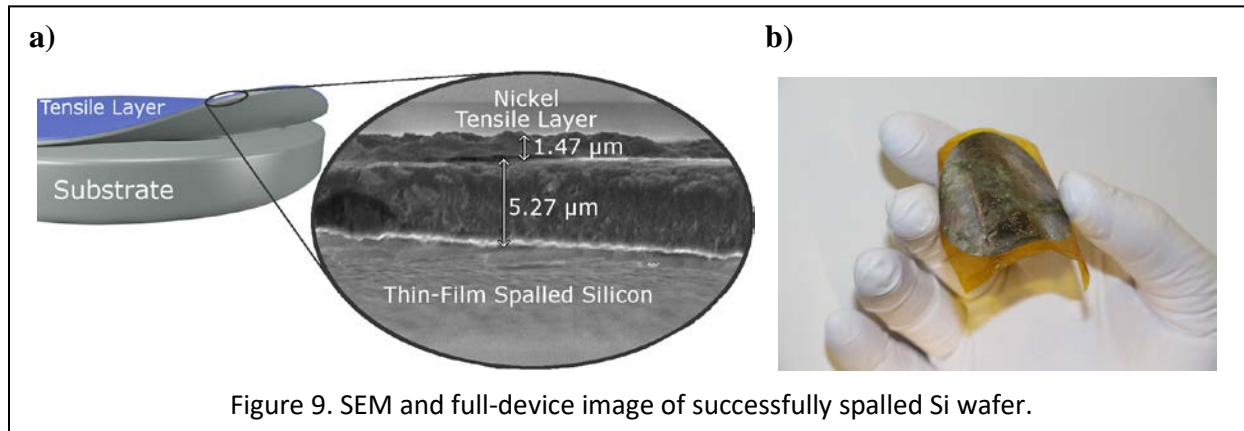 a)
b)
Tensile Layer
Substrate
Nickel
Tensile Layer
1.47 μm
5.27 μm
Thin-Film Spalled Silicon
Figure 9. SEM and full-device image of successfully spalled Si wafer.